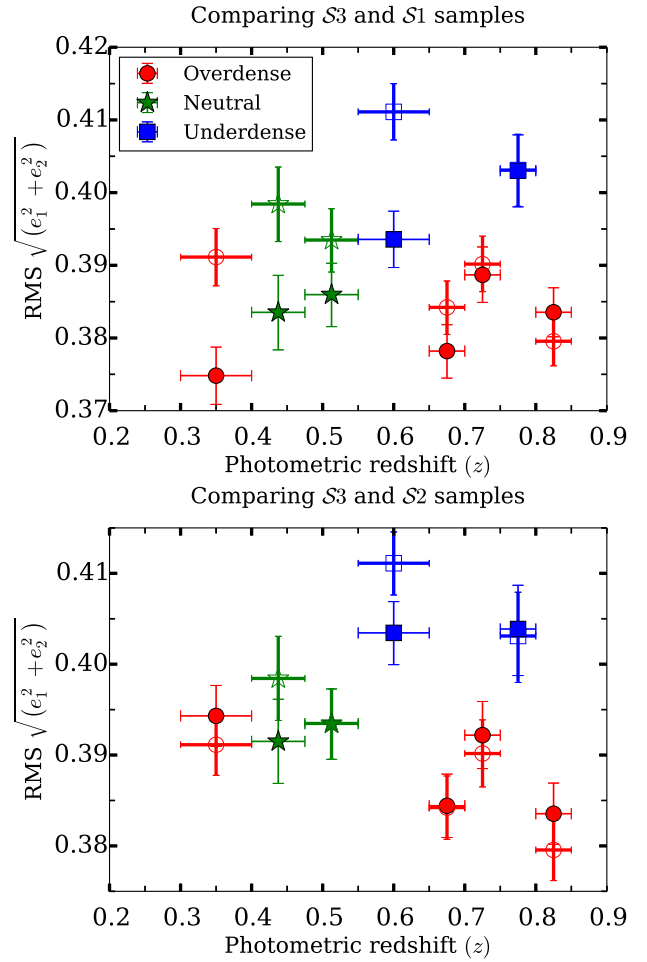 Comparing S3 and S1 samples
0.42
0.41
0.40
0.39
0.38
0.37
RMS √(e₁² + e₂²)
Overdense
Neutral
Underdense
0.2 0.3 0.4 0.5 0.6 0.7 0.8 0.9
Photometric redshift (z)
Comparing S3 and S2 samples
0.41
0.40
0.39
0.38
RMS √(e₁² + e₂²)
0.2 0.3 0.4 0.5 0.6 0.7 0.8 0.9
Photometric redshift (z)